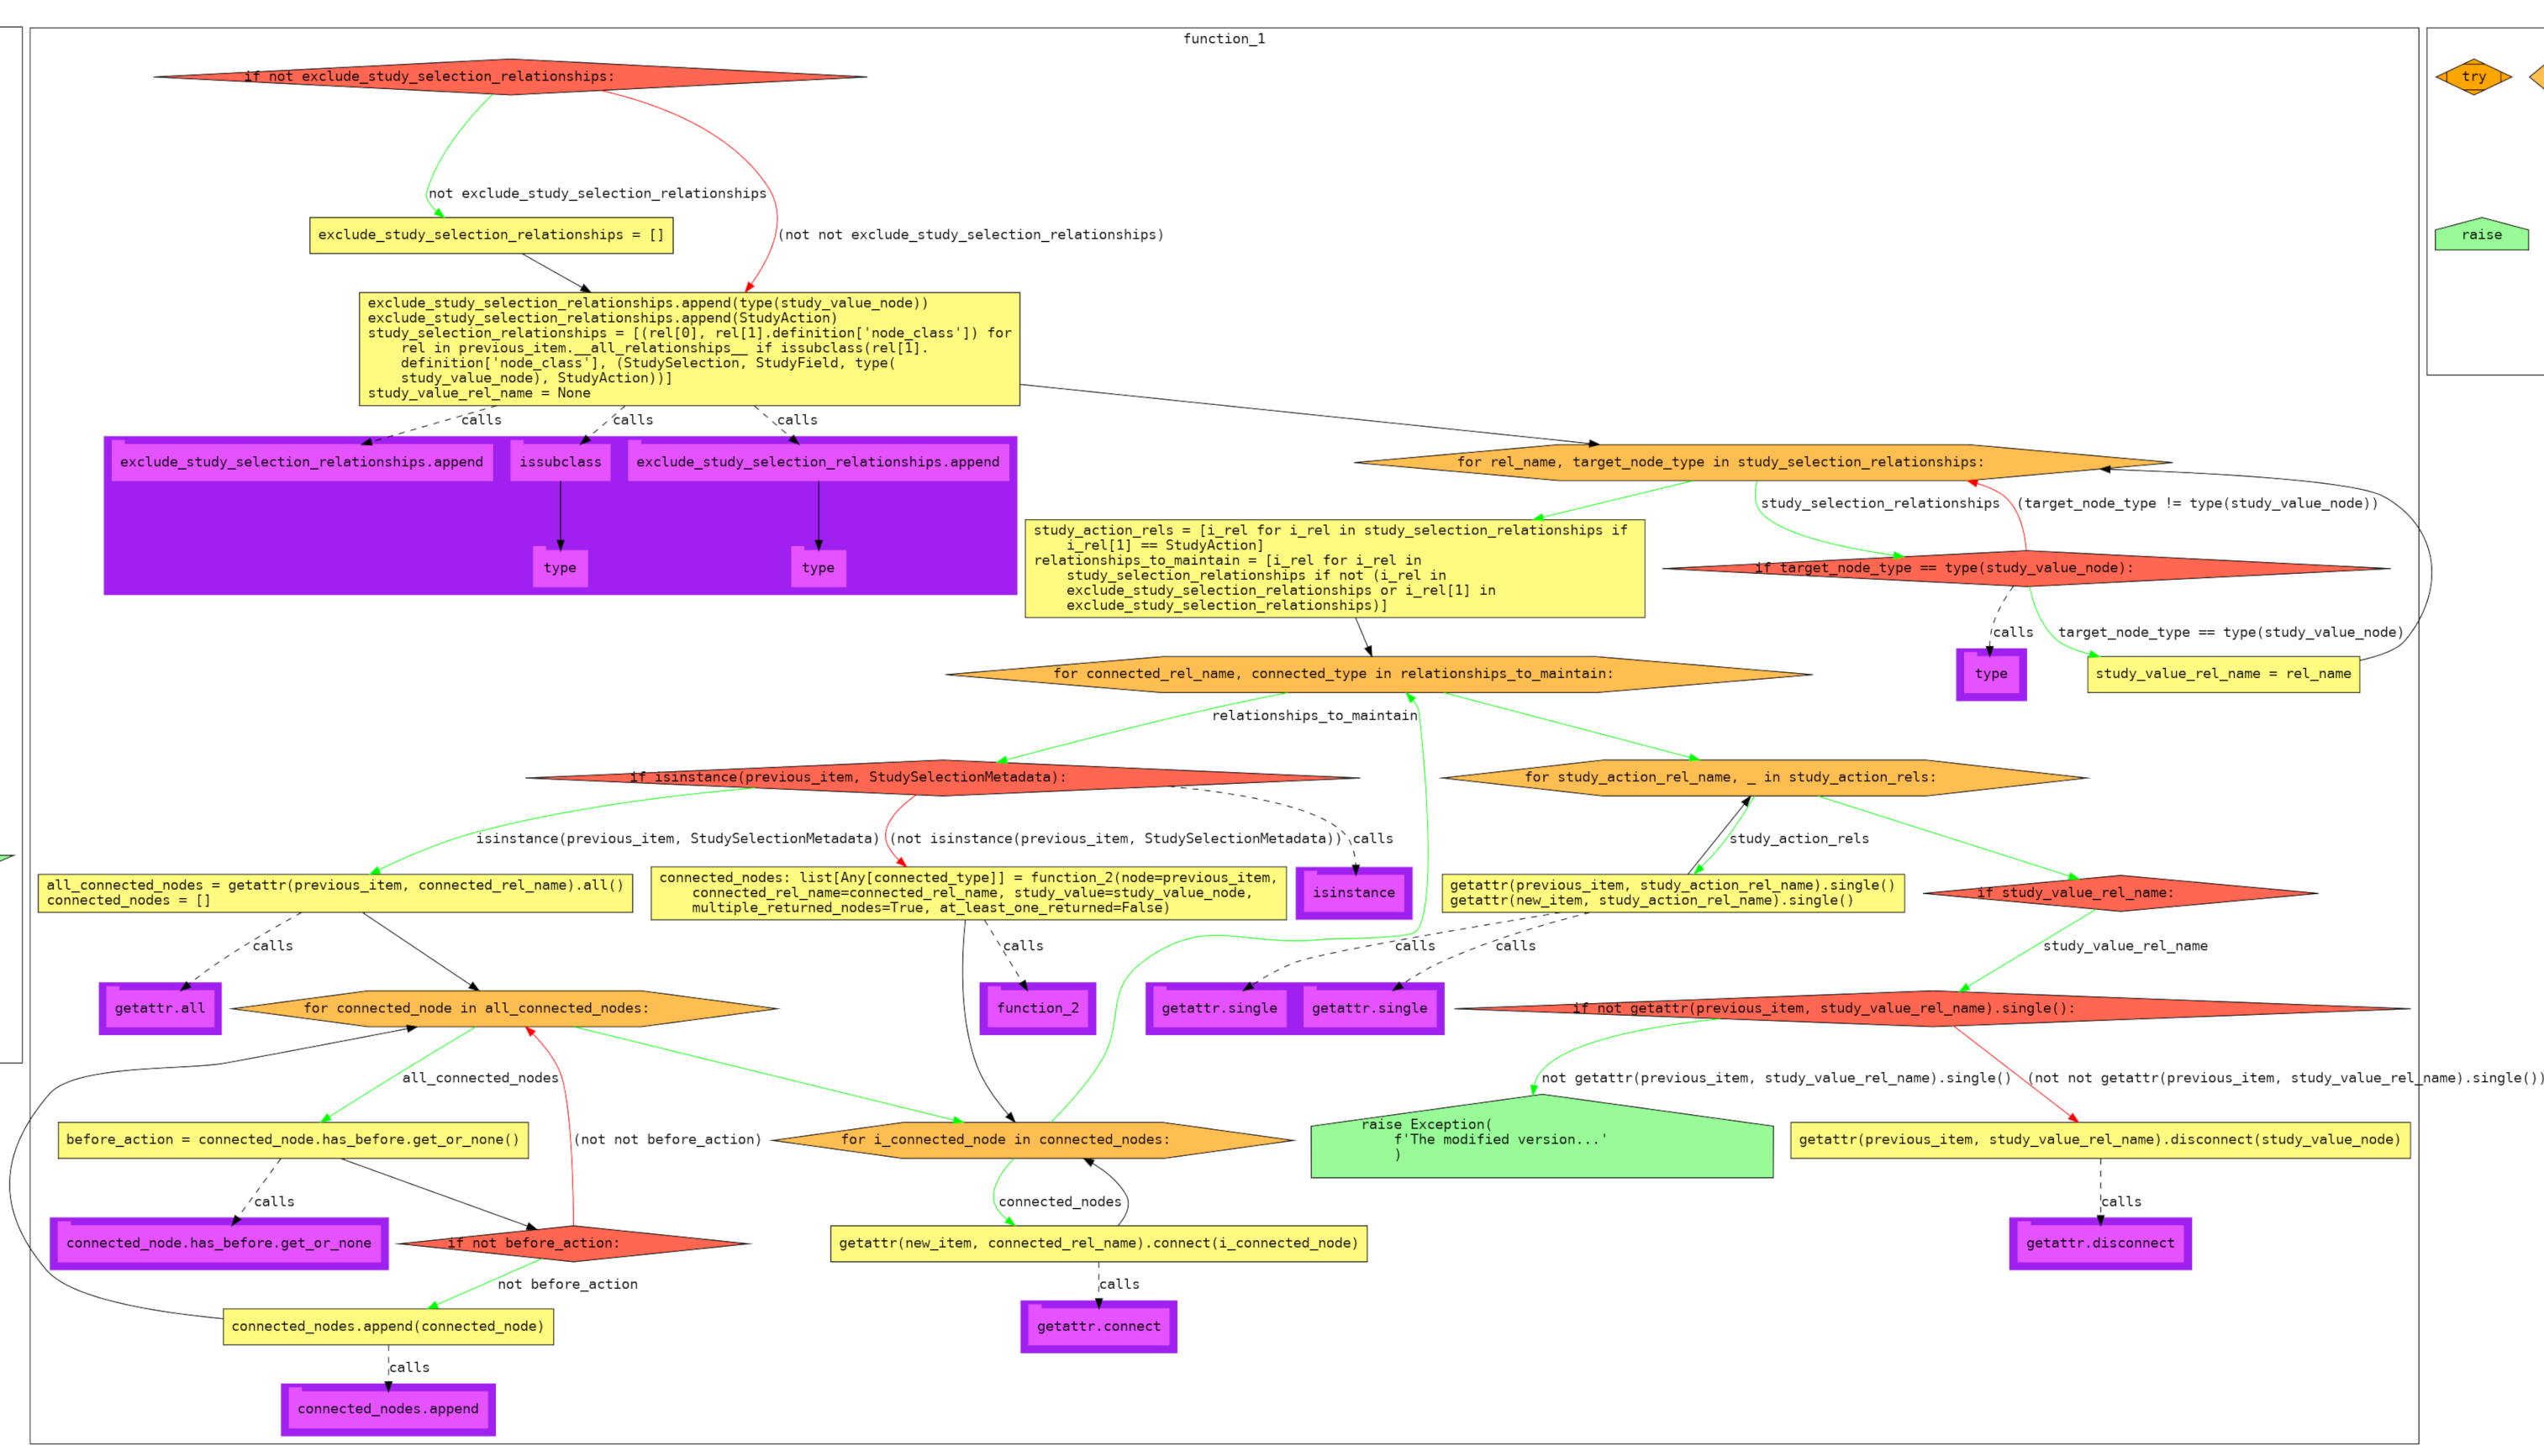 function_1
if not exclude_study_selection_relationships:
try
not exclude_study_selection_relationships
exclude_study_selection_relationships = []
(not not exclude_study_selection_relationships)
raise
exclude_study_selection_relationships.append(type(study_value_node))
exclude_study_selection_relationships.append(StudyAction)
study_selection_relationships = [(rel[0], rel[1].definition['node_class']) for
rel in previous_item.__all_relationships__ if issubclass(rel[1].
definition['node_class'], (StudySelection, StudyField, type(
study_value_node), StudyAction))]
study_value_rel_name = None
calls
calls
calls
exclude_study_selection_relationships.append
issubclass
exclude_study_selection_relationships.append
type
type
for rel_name, target_node_type in study_selection_relationships:
study_selection_relationships
(target_node_type != type(study_value_node))
study_action_rels = [i_rel for i_rel in study_selection_relationships if
i_rel[1] == StudyAction]
relationships_to_maintain = [i_rel for i_rel in
study_selection_relationships if not (i_rel in
exclude_study_selection_relationships or i_rel[1] in
exclude_study_selection_relationships)]
if target_node_type == type(study_value_node):
calls
target_node_type == type(study_value_node)
type
study_value_rel_name = rel_name
for connected_rel_name, connected_type in relationships_to_maintain:
relationships_to_maintain
if isinstance(previous_item, StudySelectionMetadata):
for study_action_rel_name, _ in study_action_rels:
isinstance(previous_item, StudySelectionMetadata)
(not isinstance(previous_item, StudySelectionMetadata))
calls
study_action_rels
all_connected_nodes = getattr(previous_item, connected_rel_name).all()
connected_nodes = []
connected_nodes: list[Any[connected_type]] = function_2(node=previous_item,
connected_rel_name=connected_rel_name, study_value=study_value_node,
multiple_returned_nodes=True, at_least_one_returned=False)
isinstance
getattr(previous_item, study_action_rel_name).single()
getattr(new_item, study_action_rel_name).single()
if study_value_rel_name:
calls
calls
calls
calls
study_value_rel_name
getattr.all
for connected_node in all_connected_nodes:
function_2
getattr.single
getattr.single
if not getattr(previous_item, study_value_rel_name).single():
all_connected_nodes
not getattr(previous_item, study_value_rel_name).single()
(not not getattr(previous_item, study_value_rel_name).single())
before_action = connected_node.has_before.get_or_none()
(not not before_action)
for i_connected_node in connected_nodes:
raise Exception(
f'The modified version...'
)
getattr(previous_item, study_value_rel_name).disconnect(study_value_node)
calls
connected_nodes
calls
connected_node.has_before.get_or_none
if not before_action:
getattr(new_item, connected_rel_name).connect(i_connected_node)
getattr.disconnect
not before_action
calls
connected_nodes.append(connected_node)
getattr.connect
calls
connected_nodes.append